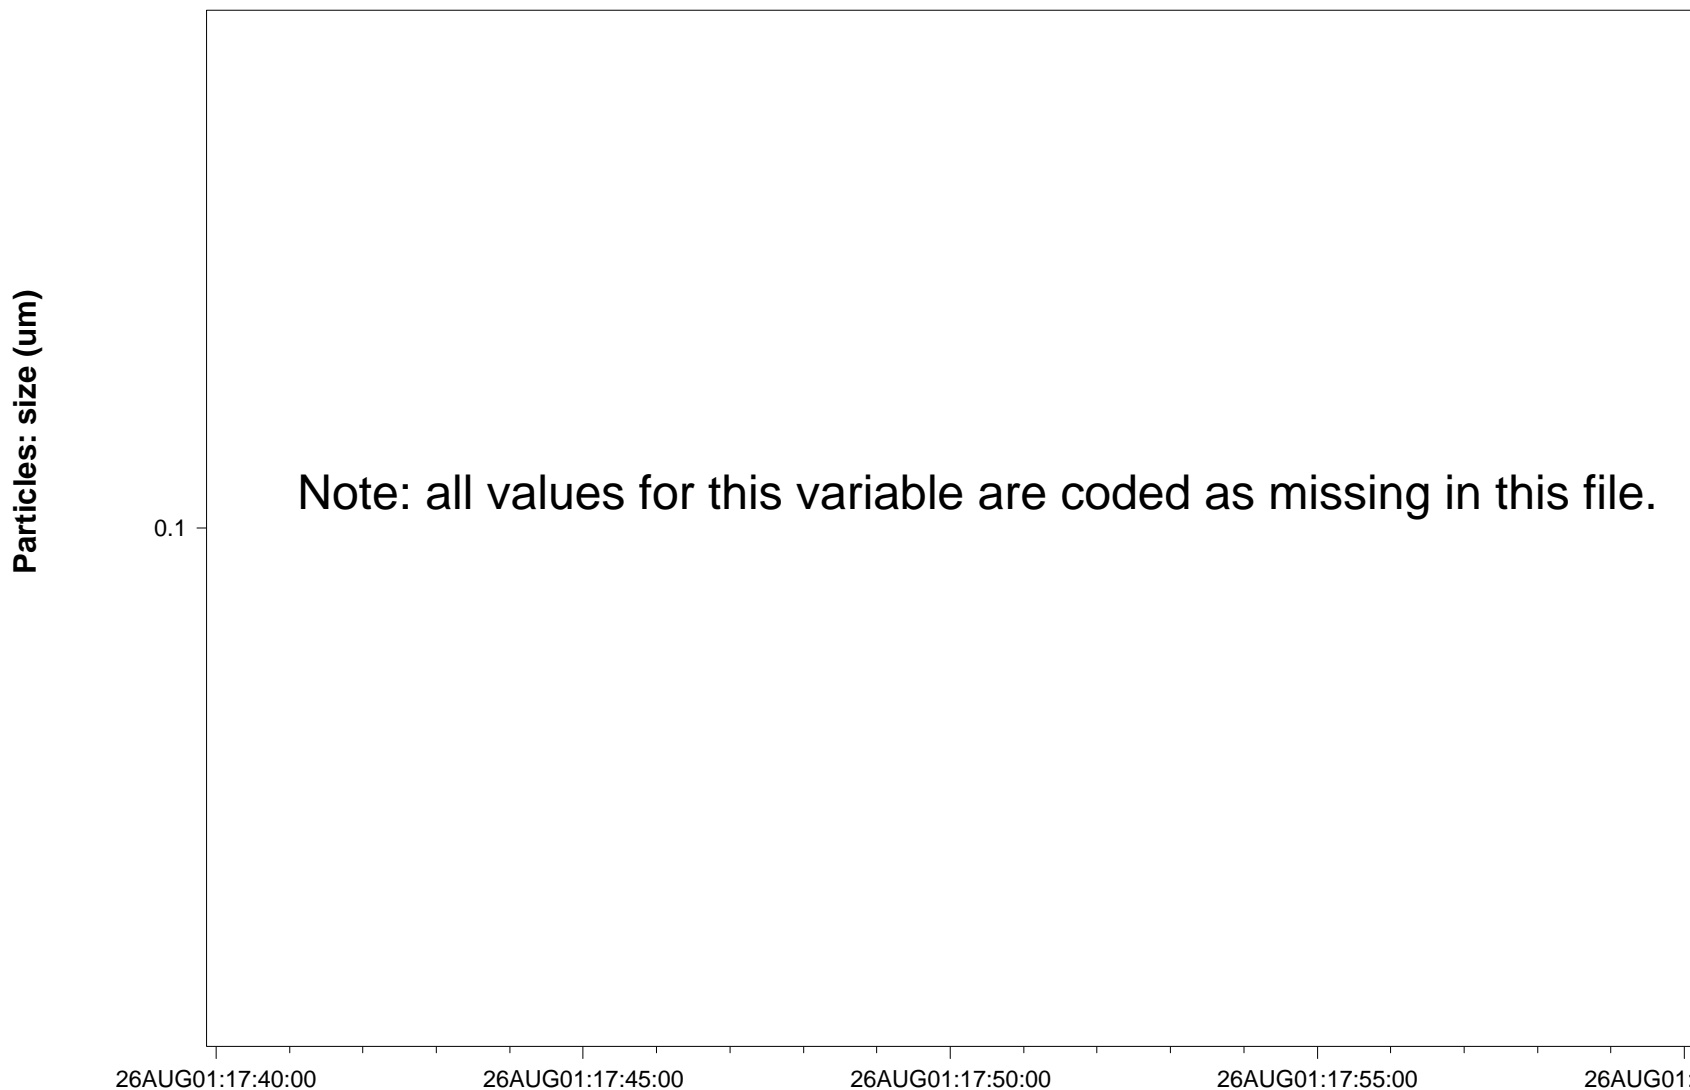 Particles: size (um)
Note: all values for this variable are coded as missing in this file.
0.1
26AUG01:17:40:00
26AUG01:17:45:00
26AUG01:17:50:00
26AUG01:17:55:00
26AUG01: